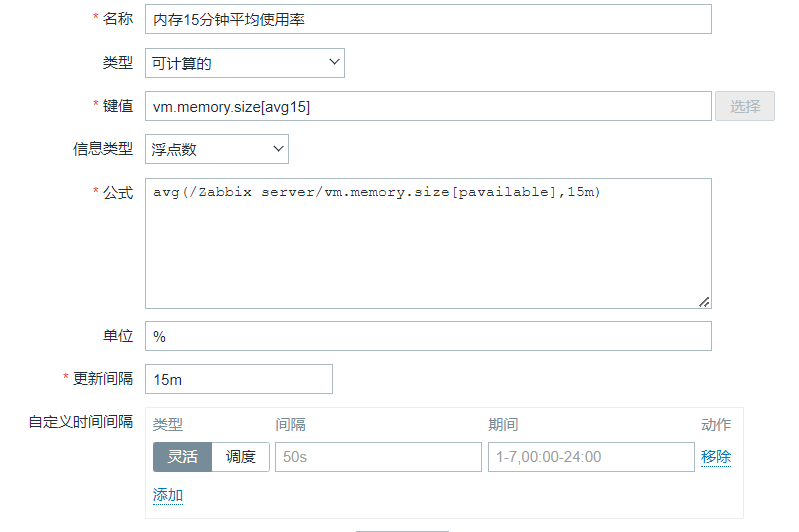 * 名称 内存15分钟平均使用率
类型 可计算的
* 键值 vm.memory.size[avg15] 选择
信息类型 浮点数
* 公式 avg(/Zabbix server/vm.memory.size[pavailable],15m)
单位 %
* 更新间隔 15m
自定义时间间隔 类型 间隔 期间 动作
灵活 调度 50s 1-7,00:00-24:00 移除
添加